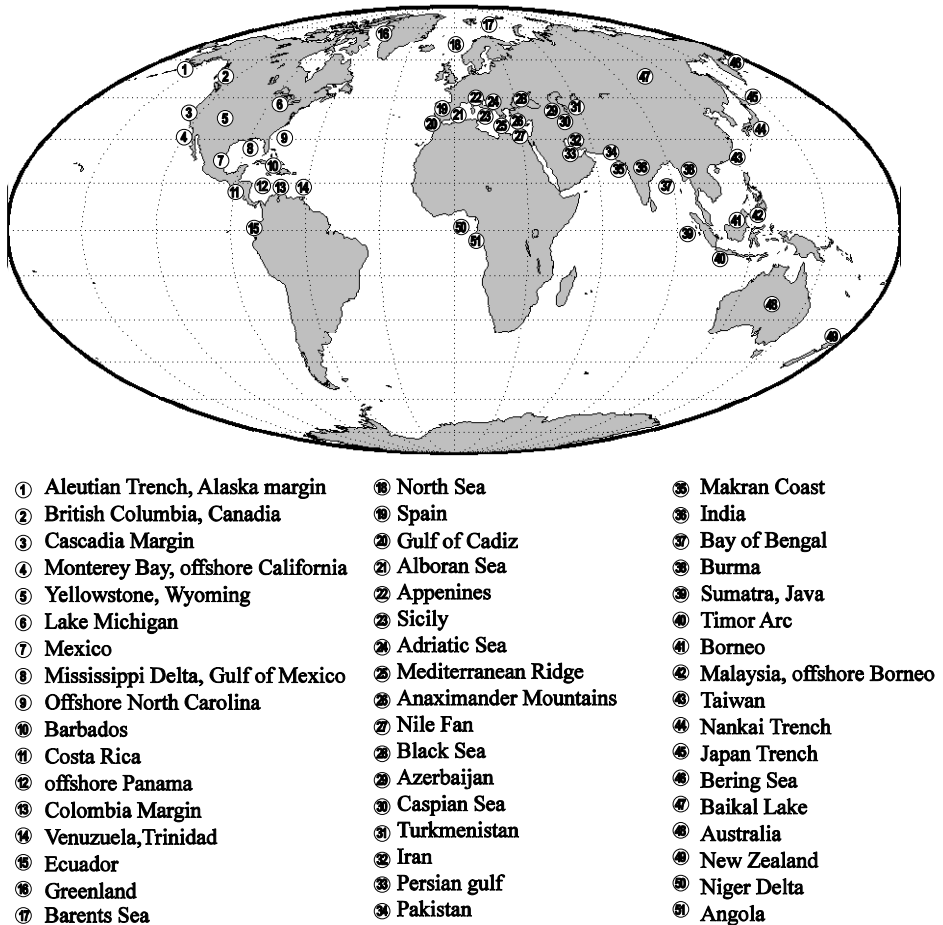 1 Aleutian Trench, Alaska margin
2 British Columbia, Canadia
3 Cascadia Margin
4 Monterey Bay, offshore California
5 Yellowstone, Wyoming
6 Lake Michigan
7 Mexico
8 Mississippi Delta, Gulf of Mexico
9 Offshore North Carolina
10 Barbados
11 Costa Rica
12 offshore Panama
13 Colombia Margin
14 Venuzuela,Trinidad
15 Ecuador
16 Greenland
17 Barents Sea
18 North Sea
19 Spain
20 Gulf of Cadiz
21 Alboran Sea
22 Appenines
23 Sicily
24 Adriatic Sea
25 Mediterranean Ridge
26 Anaximander Mountains
27 Nile Fan
28 Black Sea
29 Azerbaijan
30 Caspian Sea
31 Turkmenistan
32 Iran
33 Persian gulf
34 Pakistan
35 Makran Coast
36 India
37 Bay of Bengal
38 Burma
39 Sumatra, Java
40 Timor Arc
41 Borneo
42 Malaysia, offshore Borneo
43 Taiwan
44 Nankai Trench
45 Japan Trench
46 Bering Sea
47 Baikal Lake
48 Australia
49 New Zealand
50 Niger Delta
51 Angola